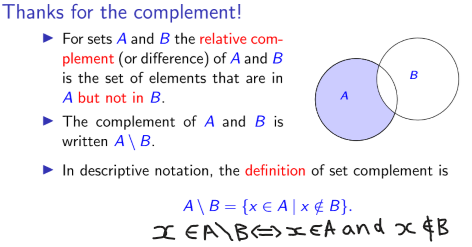 Thanks for the complement!
For sets A and B the relative com-
plement (or difference) of A and B
is the set of elements that are in
A but not in B.
A
B
The complement of A and B is
written A \ B.
In descriptive notation, the definition of set complement is
A \ B = {x ∈ A | x ∉ B}.
x ∈ A \ B ⟺ x ∈ A and x ∉ B